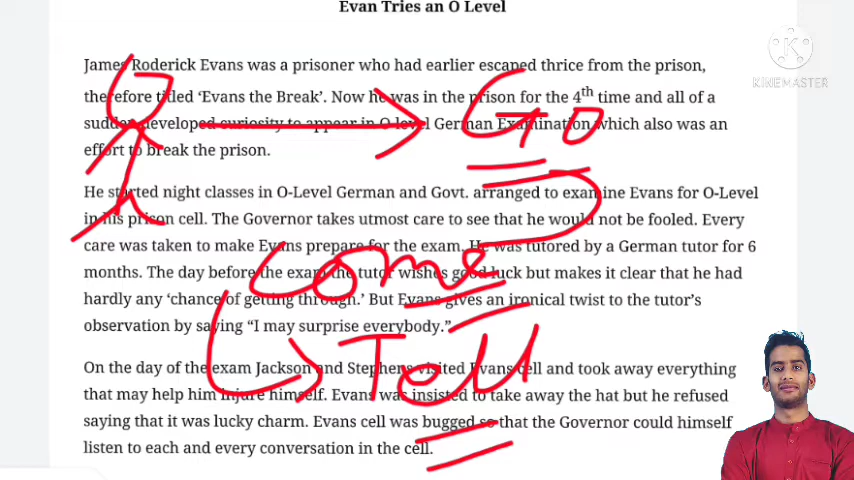 Evan Tries an O Level
James Roderick Evans was a prisoner who had earlier escaped thrice from the prison,
therefore titled 'Evans the Break'. Now he was in the prison for the 4th time and all of a
sudden developed curiosity to appear in O level German Examination which also was an
effort to break the prison.
He started night classes in O-Level German and Govt. arranged to examine Evans for O-Level
in his prison cell. The Governor takes utmost care to see that he would not be fooled. Every
care was taken to make Evans prepare for the exam. He was tutored by a German tutor for 6
months. The day before the exam the tutor wishes good luck but makes it clear that he had
hardly any 'chance of getting through.' But Evans gives an ironical twist to the tutor's
observation by saying "I may surprise everybody."
On the day of the exam Jackson and Stephens visited Evans cell and took away everything
that may help him injure himself. Evans was insisted to take away the hat but he refused
saying that it was lucky charm. Evans cell was bugged so that the Governor could himself
listen to each and every conversation in the cell.
Go
Come
Tell
KINEMASTER